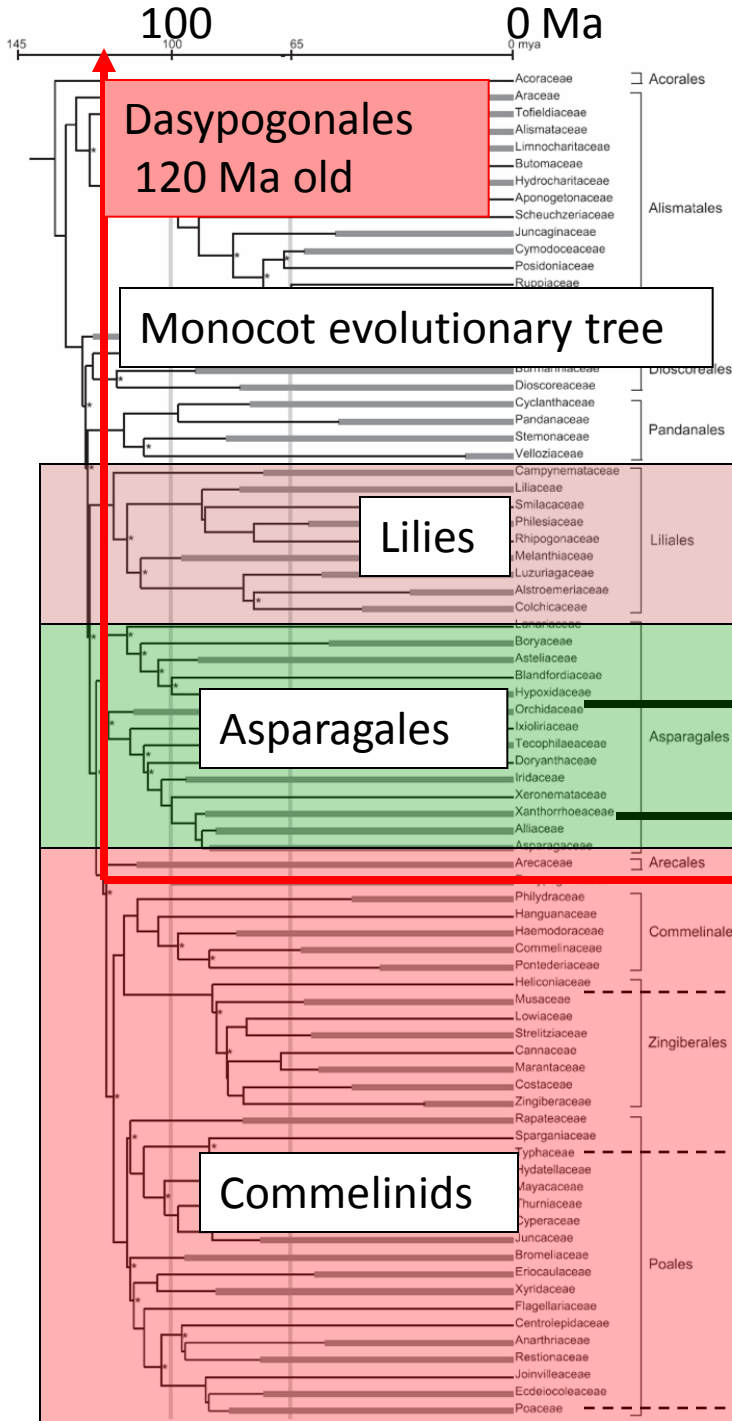 100
0 Ma
145
65
0 mya
Acoraceae
Acorales
Araceae
Dasypogonales
120 Ma old
Tofieldiaceae
Alismataceae
Limnocharitaceae
Butomaceae
Hydrocharitaceae
Aponogetonaceae
Alismatales
Scheuchzeriaceae
Juncaginaceae
Cymodoceaceae
Posidoniaceae
Ruppiaceae
Monocot evolutionary tree
Burmanniaceae
Dioscoreales
Dioscoreaceae
Cyclanthaceae
Pandanaceae
Pandanales
Stemonaceae
Velloziaceae
Campynemataceae
Liliaceae
Smilacaceae
Lilies
Philesiaceae
Liliales
Rhipogonaceae
Melanthiaceae
Luzuriagaceae
Alstroemeriaceae
Colchicaceae
Lanariaceae
Boryaceae
Asteliaceae
Blandfordiaceae
Hypoxidaceae
Orchidaceae
Asparagales
Ixioliriaceae
Asparagales
Tecophilaeaceae
Doryanthaceae
Iridaceae
Xeronemataceae
Xanthorrhoeaceae
Alliaceae
Asparagaceae
Arecaceae
Arecales
Philydraceae
Hanguanaceae
Haemodoraceae
Commelinale
Commelinaceae
Pontederiaceae
Heliconiaceae
Musaceae
Lowiaceae
Strelitziaceae
Zingiberales
Cannaceae
Marantaceae
Costaceae
Zingiberaceae
Rapateaceae
Sparganiaceae
Typhaceae
Hydatellaceae
Commelinids
Mayacaceae
Thurniaceae
Cyperaceae
Juncaceae
Bromeliaceae
Poales
Eriocaulaceae
Xyridaceae
Flagellariaceae
Centrolepidaceae
Anarthriaceae
Restionaceae
Joinvilleaceae
Ecdeiocoleaceae
Poaceae